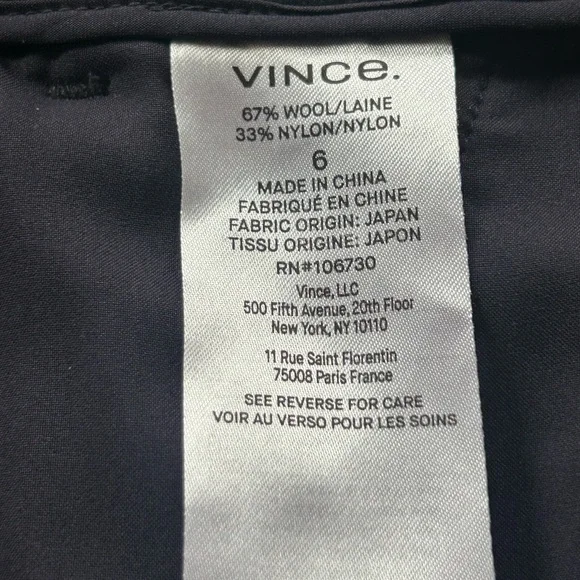 VINCe.
67% WOOL/LAINE
33% NYLON/NYLON
6
MADE IN CHINA
FABRIQUÉ EN CHINE
FABRIC ORIGIN: JAPAN
TISSU ORIGINE: JAPON
RN#106730
Vince, LLC
500 Fifth Avenue, 20th Floor
New York, NY 10110
11 Rue Saint Florentin
75008 Paris France
SEE REVERSE FOR CARE
VOIR AU VERSO POUR LES SOINS